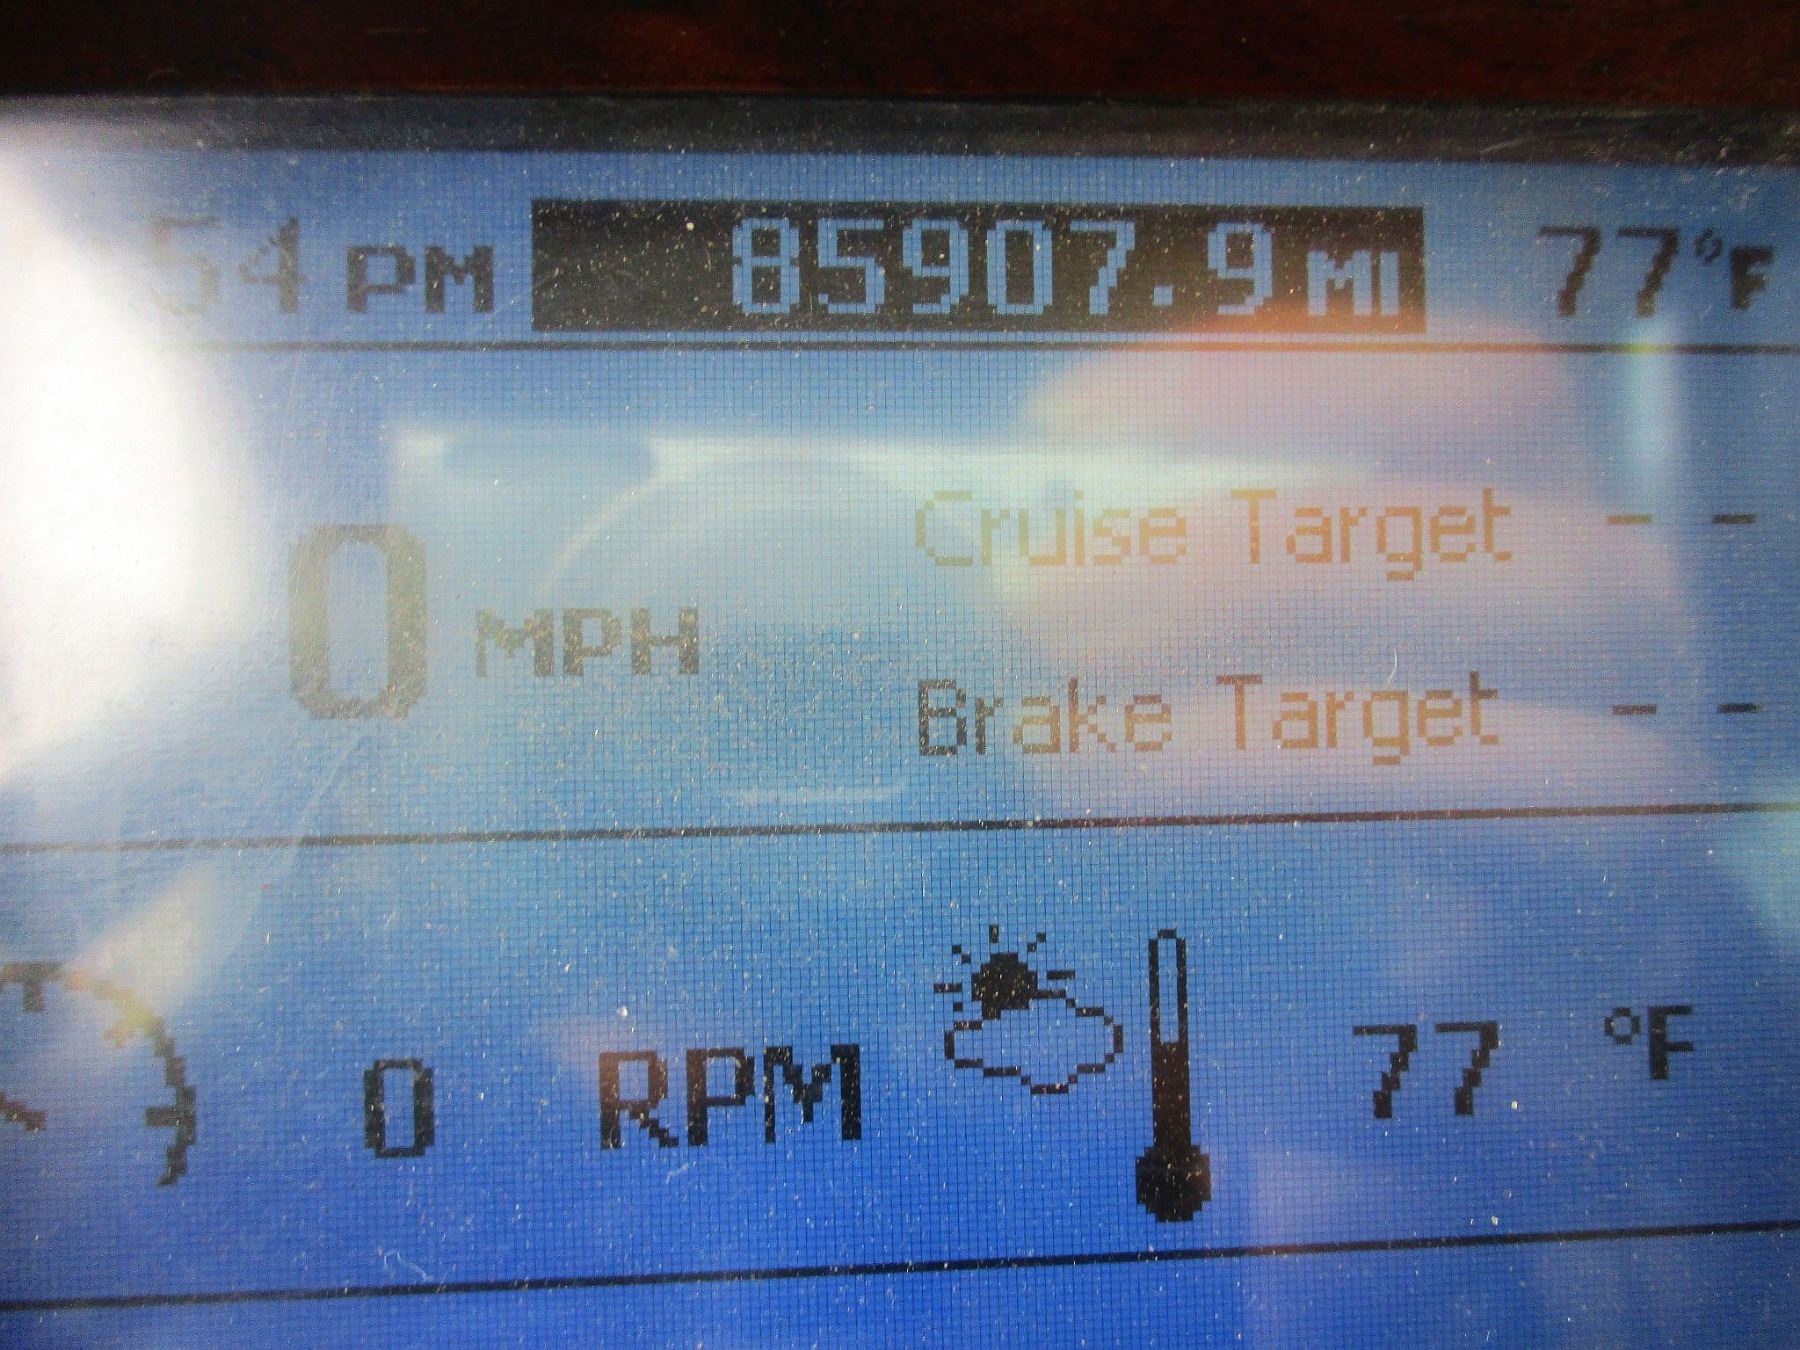 54 PM 85907.9 MI 77°F
Cruise Target --
0 MPH
Brake Target --
0 RPM 77 °F